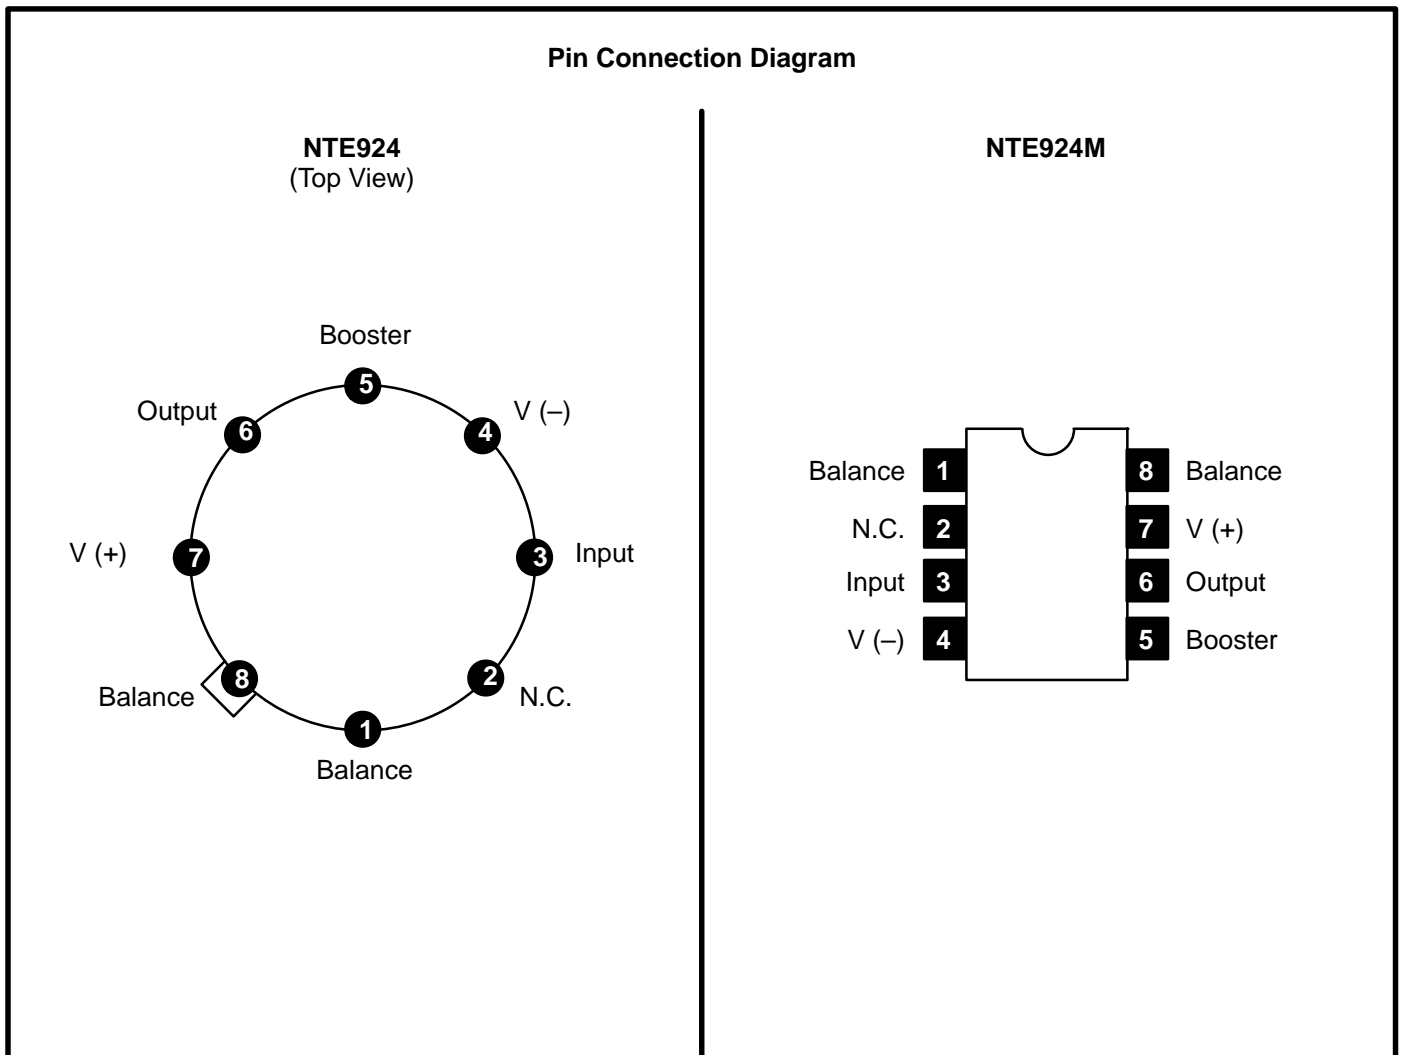 Pin Connection Diagram
NTE924
(Top View)
Booster
5
Output
6
V (–)
4
V (+)
7
3
Input
Balance
8
2
N.C.
1
Balance
NTE924M
Balance 1 8 Balance
N.C. 2 7 V (+)
Input 3 6 Output
V (–) 4 5 Booster